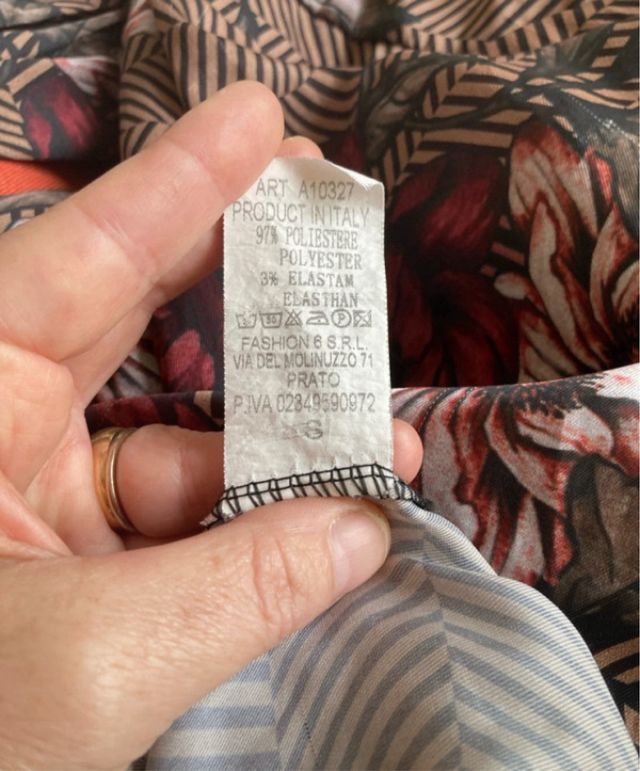 ART A10327
PRODUCT IN ITALY
97% POLIESTERE
POLYESTER
3% ELASTAM
ELASTHAN
FASHION 6 S.R.L.
VIA DEL MOLINUZZO 71
PRATO
P.IVA 02349590972
S